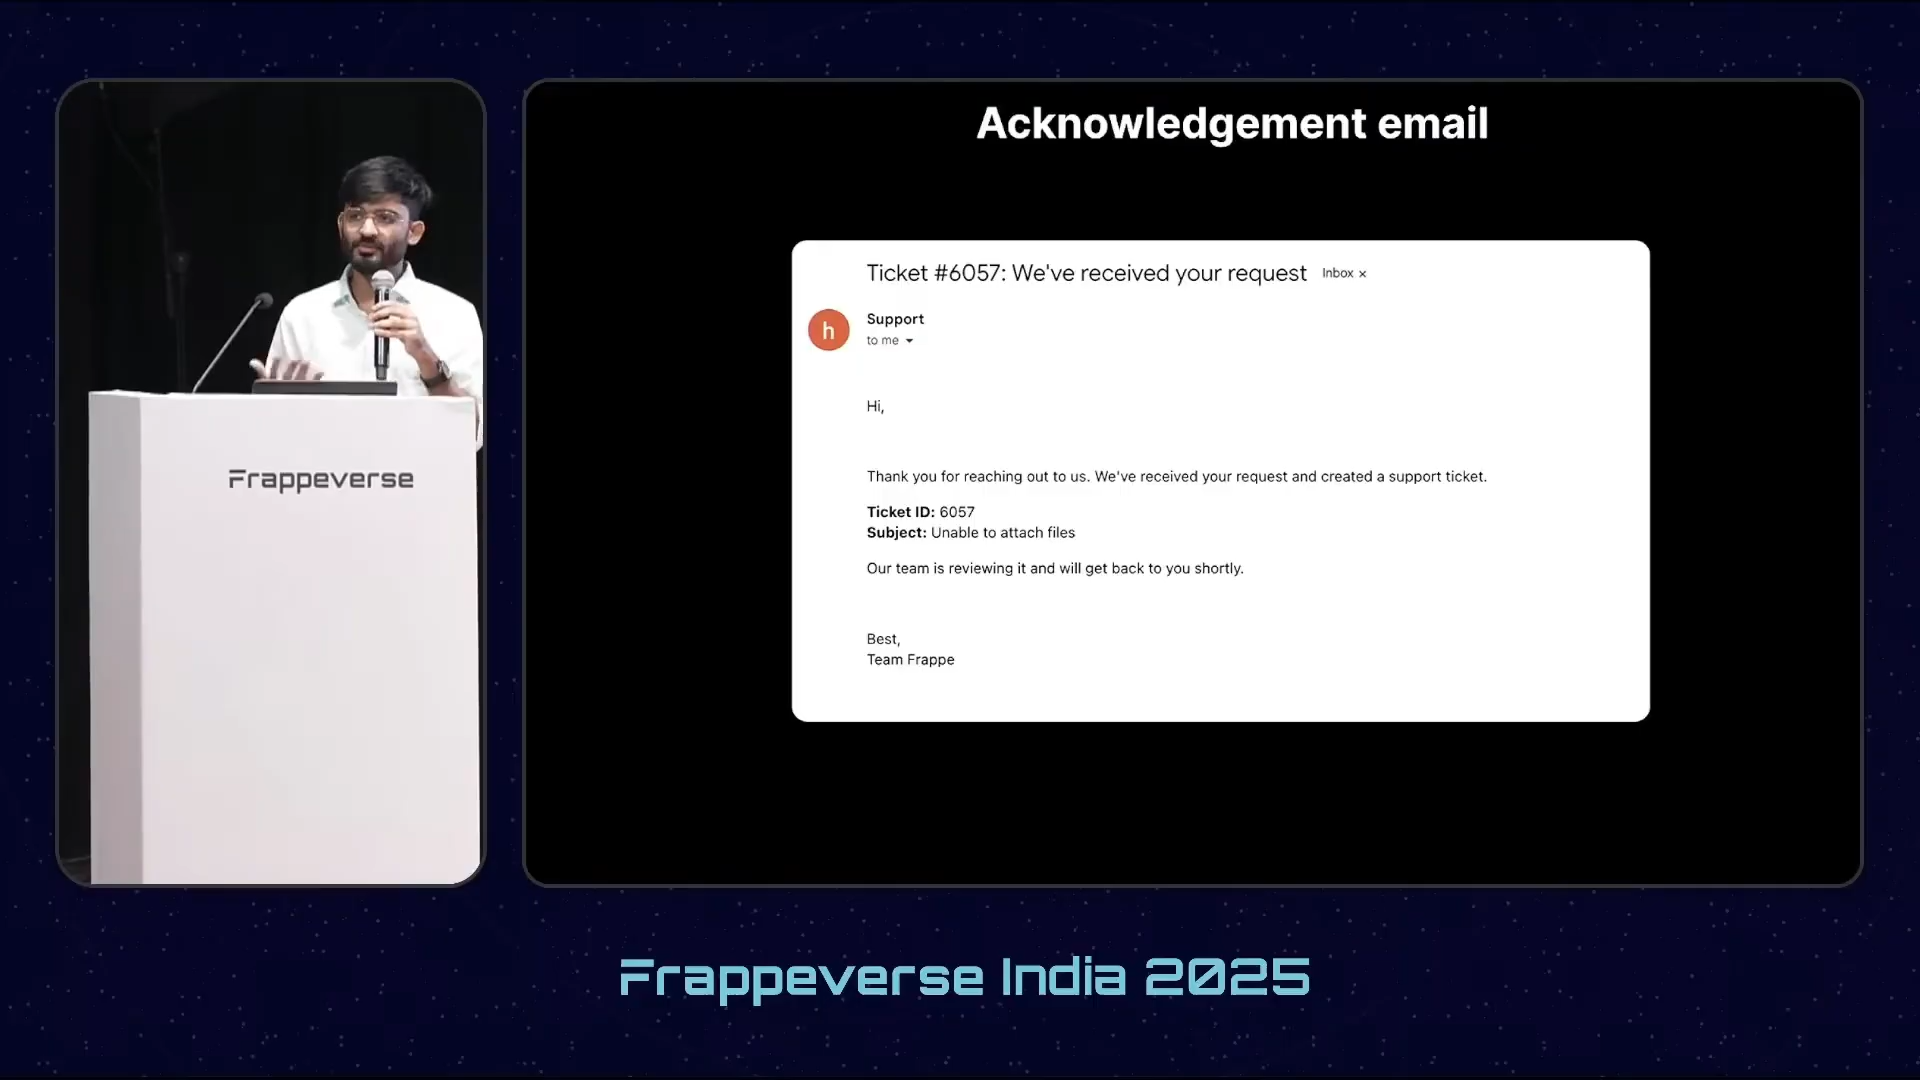 Acknowledgement email
Ticket #6057: We've received your request Inbox ×
h
Support
to me
Hi,
Thank you for reaching out to us. We've received your request and created a support ticket.
Ticket ID: 6057
Subject: Unable to attach files
Our team is reviewing it and will get back to you shortly.
Best,
Team Frappe
Frappeverse
Frappeverse India 2025